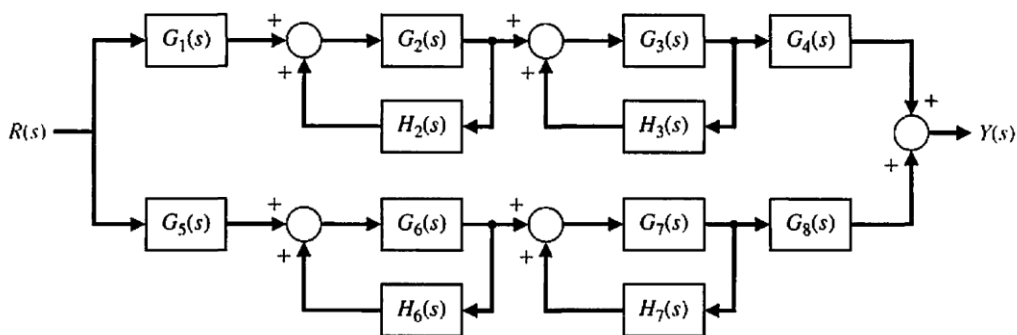 + + +
G₁(s) G₂(s) G₃(s) G₄(s)
+ + +
H₂(s) H₃(s)
R(s) Y(s)
+
+ +
G₅(s) G₆(s) G₇(s) G₈(s)
+ +
H₆(s) H₇(s)